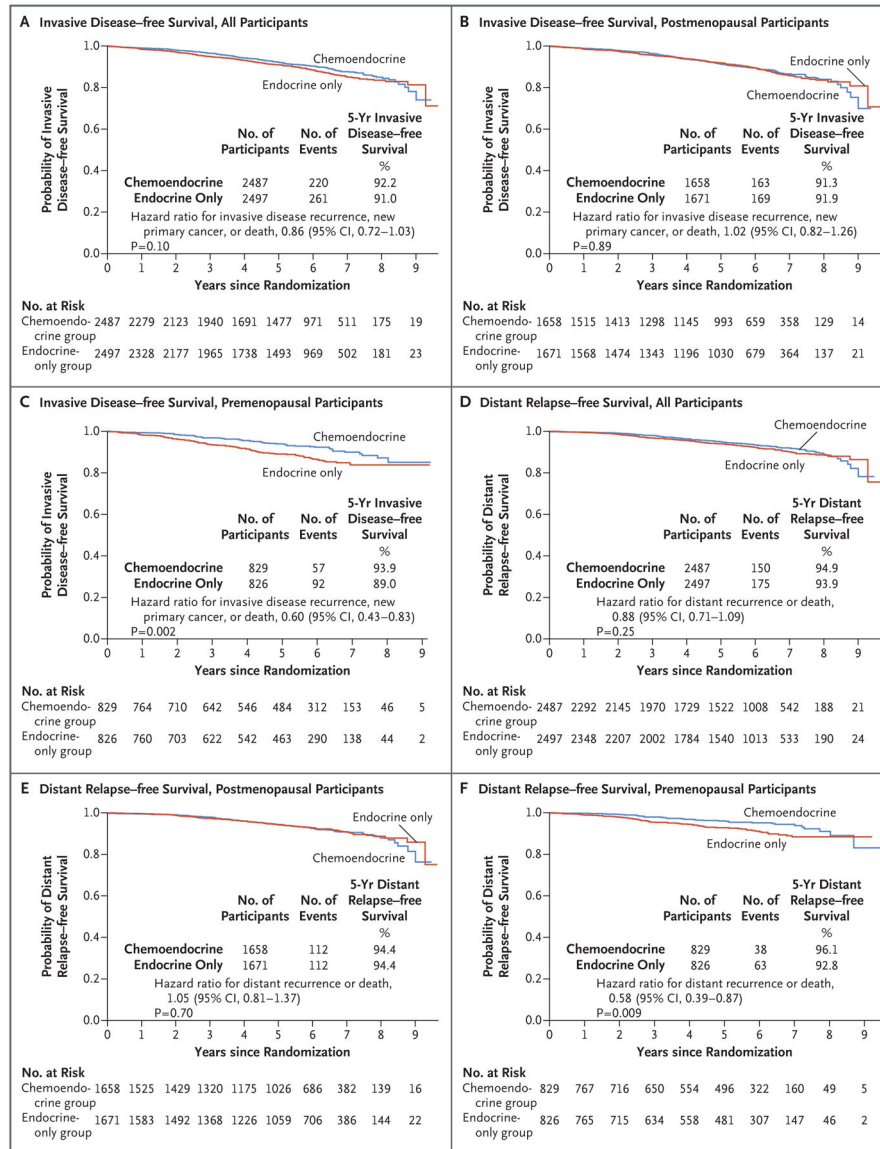 A Invasive Disease–free Survival, All Participants
Probability of Invasive
Disease–free Survival
1.0
0.8
0.6
0.4
0.2
0.0
Chemoendocrine
Endocrine only
No. of Participants No. of Events 5-Yr Invasive Disease–free Survival
%
Chemoendocrine 2487 220 92.2
Endocrine Only 2497 261 91.0
Hazard ratio for invasive disease recurrence, new
primary cancer, or death, 0.86 (95% CI, 0.72–1.03)
P=0.10
0 1 2 3 4 5 6 7 8 9
Years since Randomization
No. at Risk
Chemoendo- 2487 2279 2123 1940 1691 1477 971 511 175 19
crine group
Endocrine- 2497 2328 2177 1965 1738 1493 969 502 181 23
only group
B Invasive Disease–free Survival, Postmenopausal Participants
Probability of Invasive
Disease–free Survival
1.0
0.8
0.6
0.4
0.2
0.0
Endocrine only
Chemoendocrine
No. of Participants No. of Events 5-Yr Invasive Disease–free Survival
%
Chemoendocrine 1658 163 91.3
Endocrine Only 1671 169 91.9
Hazard ratio for invasive disease recurrence, new
primary cancer, or death, 1.02 (95% CI, 0.82–1.26)
P=0.89
0 1 2 3 4 5 6 7 8 9
Years since Randomization
No. at Risk
Chemoendo- 1658 1515 1413 1298 1145 993 659 358 129 14
crine group
Endocrine- 1671 1568 1474 1343 1196 1030 679 364 137 21
only group
C Invasive Disease–free Survival, Premenopausal Participants
Probability of Invasive
Disease–free Survival
1.0
0.8
0.6
0.4
0.2
0.0
Chemoendocrine
Endocrine only
No. of Participants No. of Events 5-Yr Invasive Disease–free Survival
%
Chemoendocrine 829 57 93.9
Endocrine Only 826 92 89.0
Hazard ratio for invasive disease recurrence, new
primary cancer, or death, 0.60 (95% CI, 0.43–0.83)
P=0.002
0 1 2 3 4 5 6 7 8 9
Years since Randomization
No. at Risk
Chemoendo- 829 764 710 642 546 484 312 153 46 5
crine group
Endocrine- 826 760 703 622 542 463 290 138 44 2
only group
D Distant Relapse–free Survival, All Participants
Probability of Distant
Relapse–free Survival
1.0
0.8
0.6
0.4
0.2
0.0
Chemoendocrine
Endocrine only
No. of Participants No. of Events 5-Yr Distant Relapse–free Survival
%
Chemoendocrine 2487 150 94.9
Endocrine Only 2497 175 93.9
Hazard ratio for distant recurrence or death,
0.88 (95% CI, 0.71–1.09)
P=0.25
0 1 2 3 4 5 6 7 8 9
Years since Randomization
No. at Risk
Chemoendo- 2487 2292 2145 1970 1729 1522 1008 542 188 21
crine group
Endocrine- 2497 2348 2207 2002 1784 1540 1013 533 190 24
only group
E Distant Relapse–free Survival, Postmenopausal Participants
Probability of Distant
Relapse–free Survival
1.0
0.8
0.6
0.4
0.2
0.0
Endocrine only
Chemoendocrine
No. of Participants No. of Events 5-Yr Distant Relapse–free Survival
%
Chemoendocrine 1658 112 94.4
Endocrine Only 1671 112 94.4
Hazard ratio for distant recurrence or death,
1.05 (95% CI, 0.81–1.37)
P=0.70
0 1 2 3 4 5 6 7 8 9
Years since Randomization
No. at Risk
Chemoendo- 1658 1525 1429 1320 1175 1026 686 382 139 16
crine group
Endocrine- 1671 1583 1492 1368 1226 1059 706 386 144 22
only group
F Distant Relapse–free Survival, Premenopausal Participants
Probability of Distant
Relapse–free Survival
1.0
0.8
0.6
0.4
0.2
0.0
Chemoendocrine
Endocrine only
No. of Participants No. of Events 5-Yr Distant Relapse–free Survival
%
Chemoendocrine 829 38 96.1
Endocrine Only 826 63 92.8
Hazard ratio for distant recurrence or death,
0.58 (95% CI, 0.39–0.87)
P=0.009
0 1 2 3 4 5 6 7 8 9
Years since Randomization
No. at Risk
Chemoendo- 829 767 716 650 554 496 322 160 49 5
crine group
Endocrine- 826 765 715 634 558 481 307 147 46 2
only group